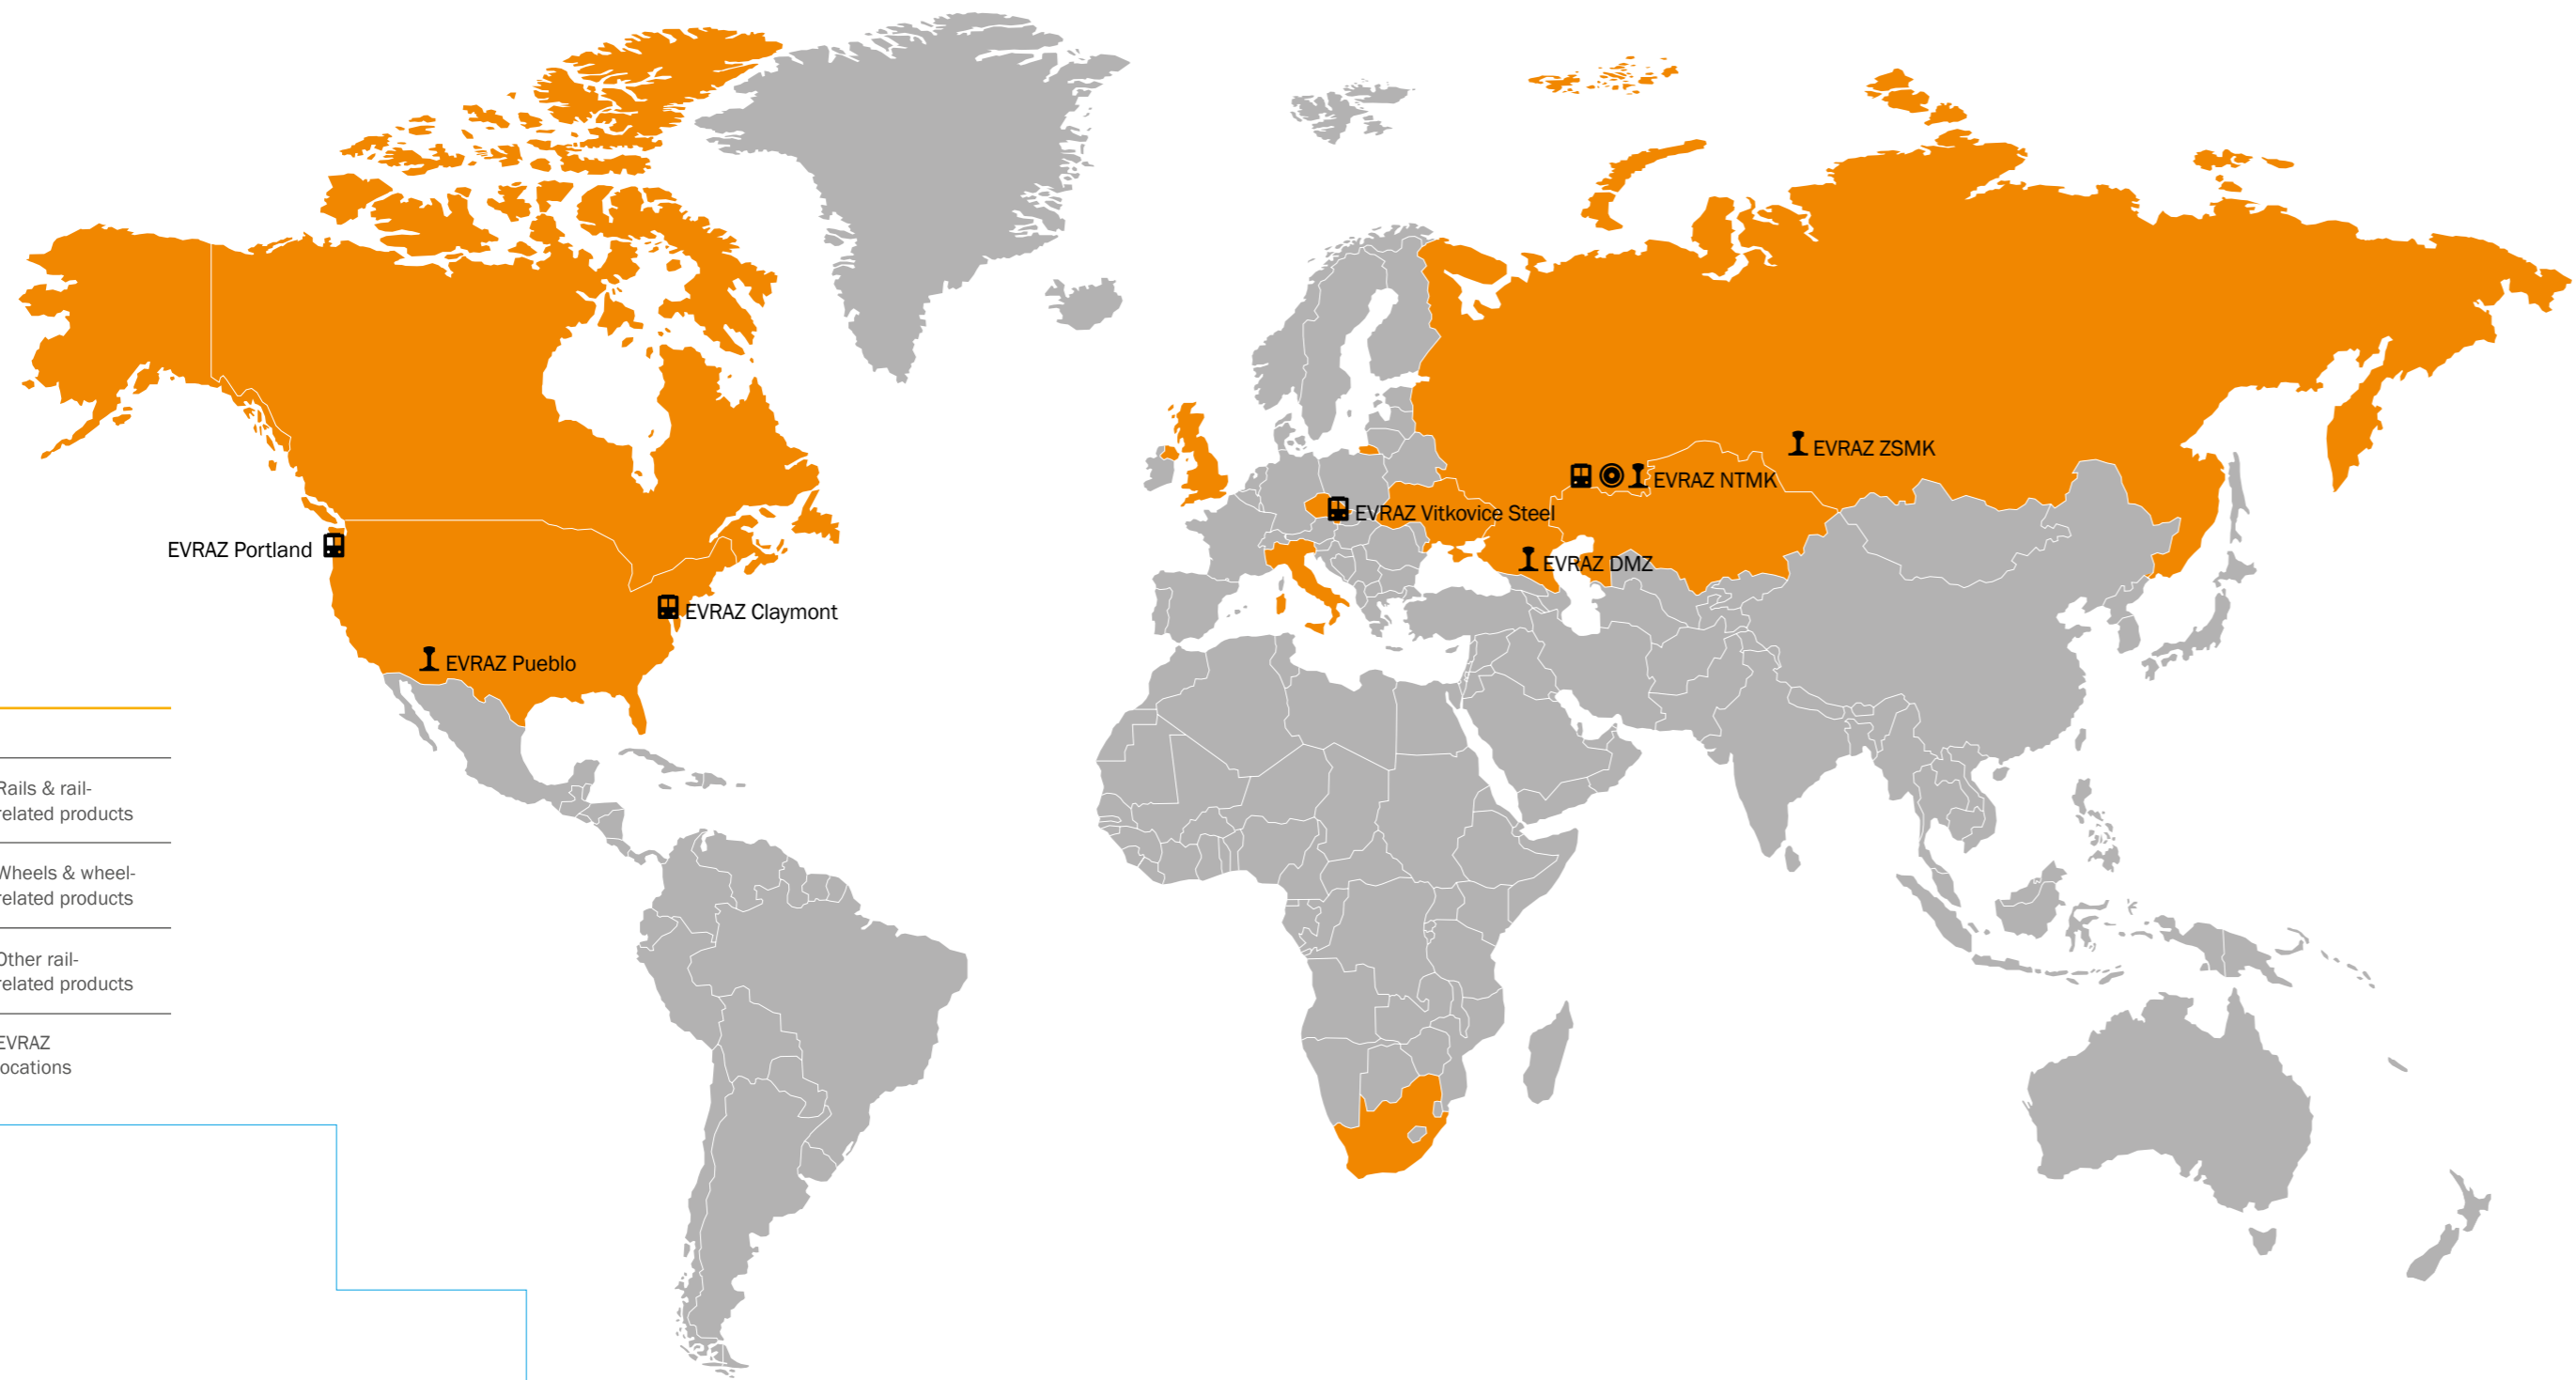 EVRAZ ZSMK
EVRAZ NTMK
EVRAZ Vitkovice Steel
EVRAZ Portland
EVRAZ DMZ
EVRAZ Claymont
EVRAZ Pueblo
Rails & rail-
related products
Wheels & wheel-
related products
Other rail-
related products
EVRAZ
locations